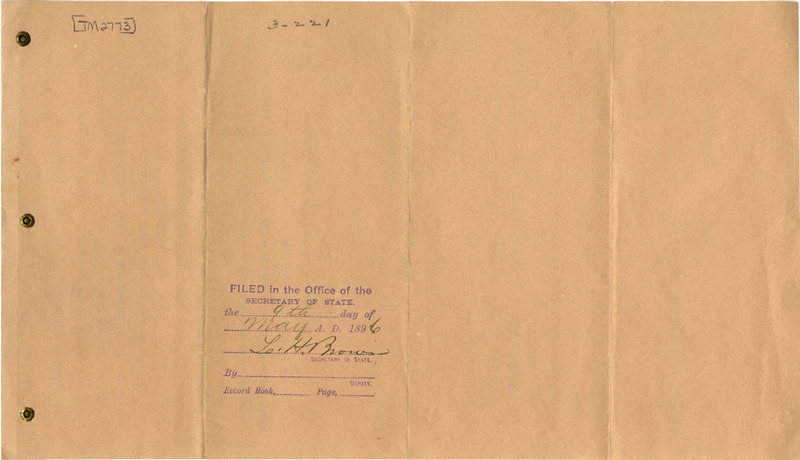 [TM2773]
3-221
FILED in the Office of the
SECRETARY OF STATE.
the 9th day of
May A. D. 1896
L. H. Brown
SECRETARY OF STATE.
By
DEPUTY.
Record Book, Page,